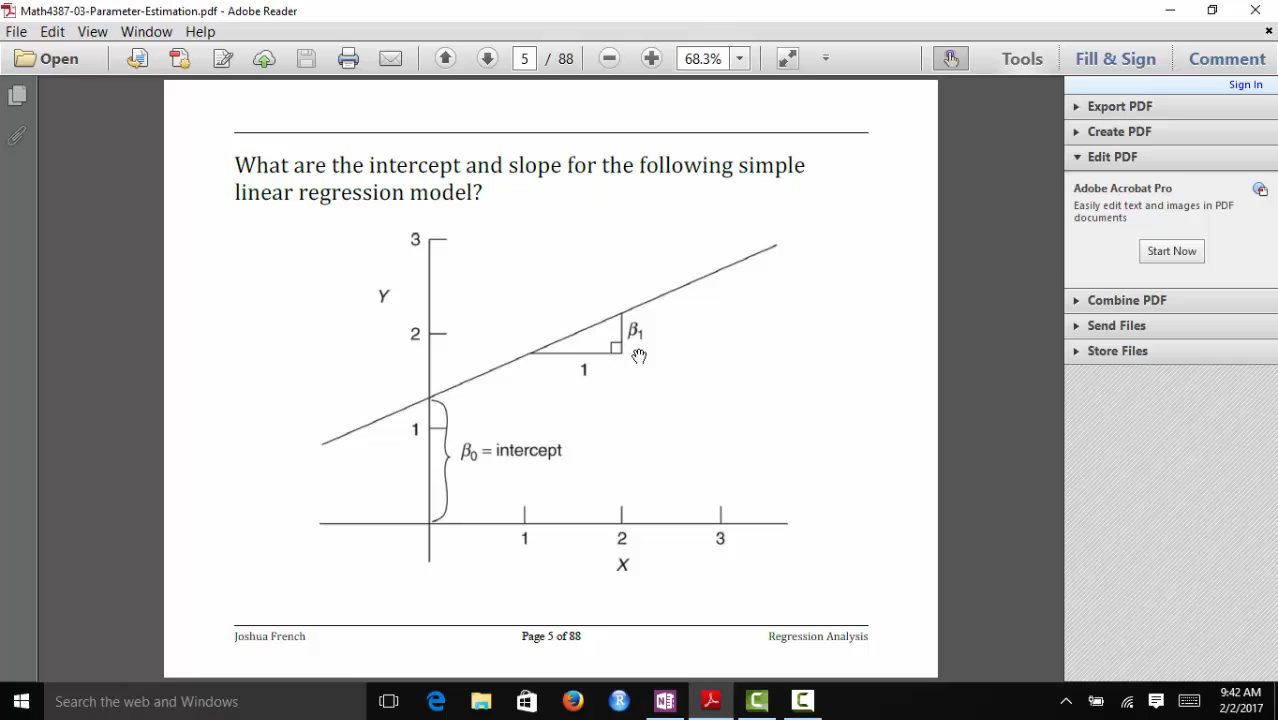 Math4387-03-Parameter-Estimation.pdf - Adobe Reader
File Edit View Window Help
Open 5 / 88 68.3% Tools Fill & Sign Comment
Sign In
Export PDF
Create PDF
Edit PDF
Adobe Acrobat Pro
Easily edit text and images in PDF
documents
Start Now
Combine PDF
Send Files
Store Files
What are the intercept and slope for the following simple
linear regression model?
3
Y
2
β1
1
1
β0 = intercept
1 2 3
X
Joshua French Page 5 of 88 Regression Analysis
Search the web and Windows
9:42 AM
2/2/2017